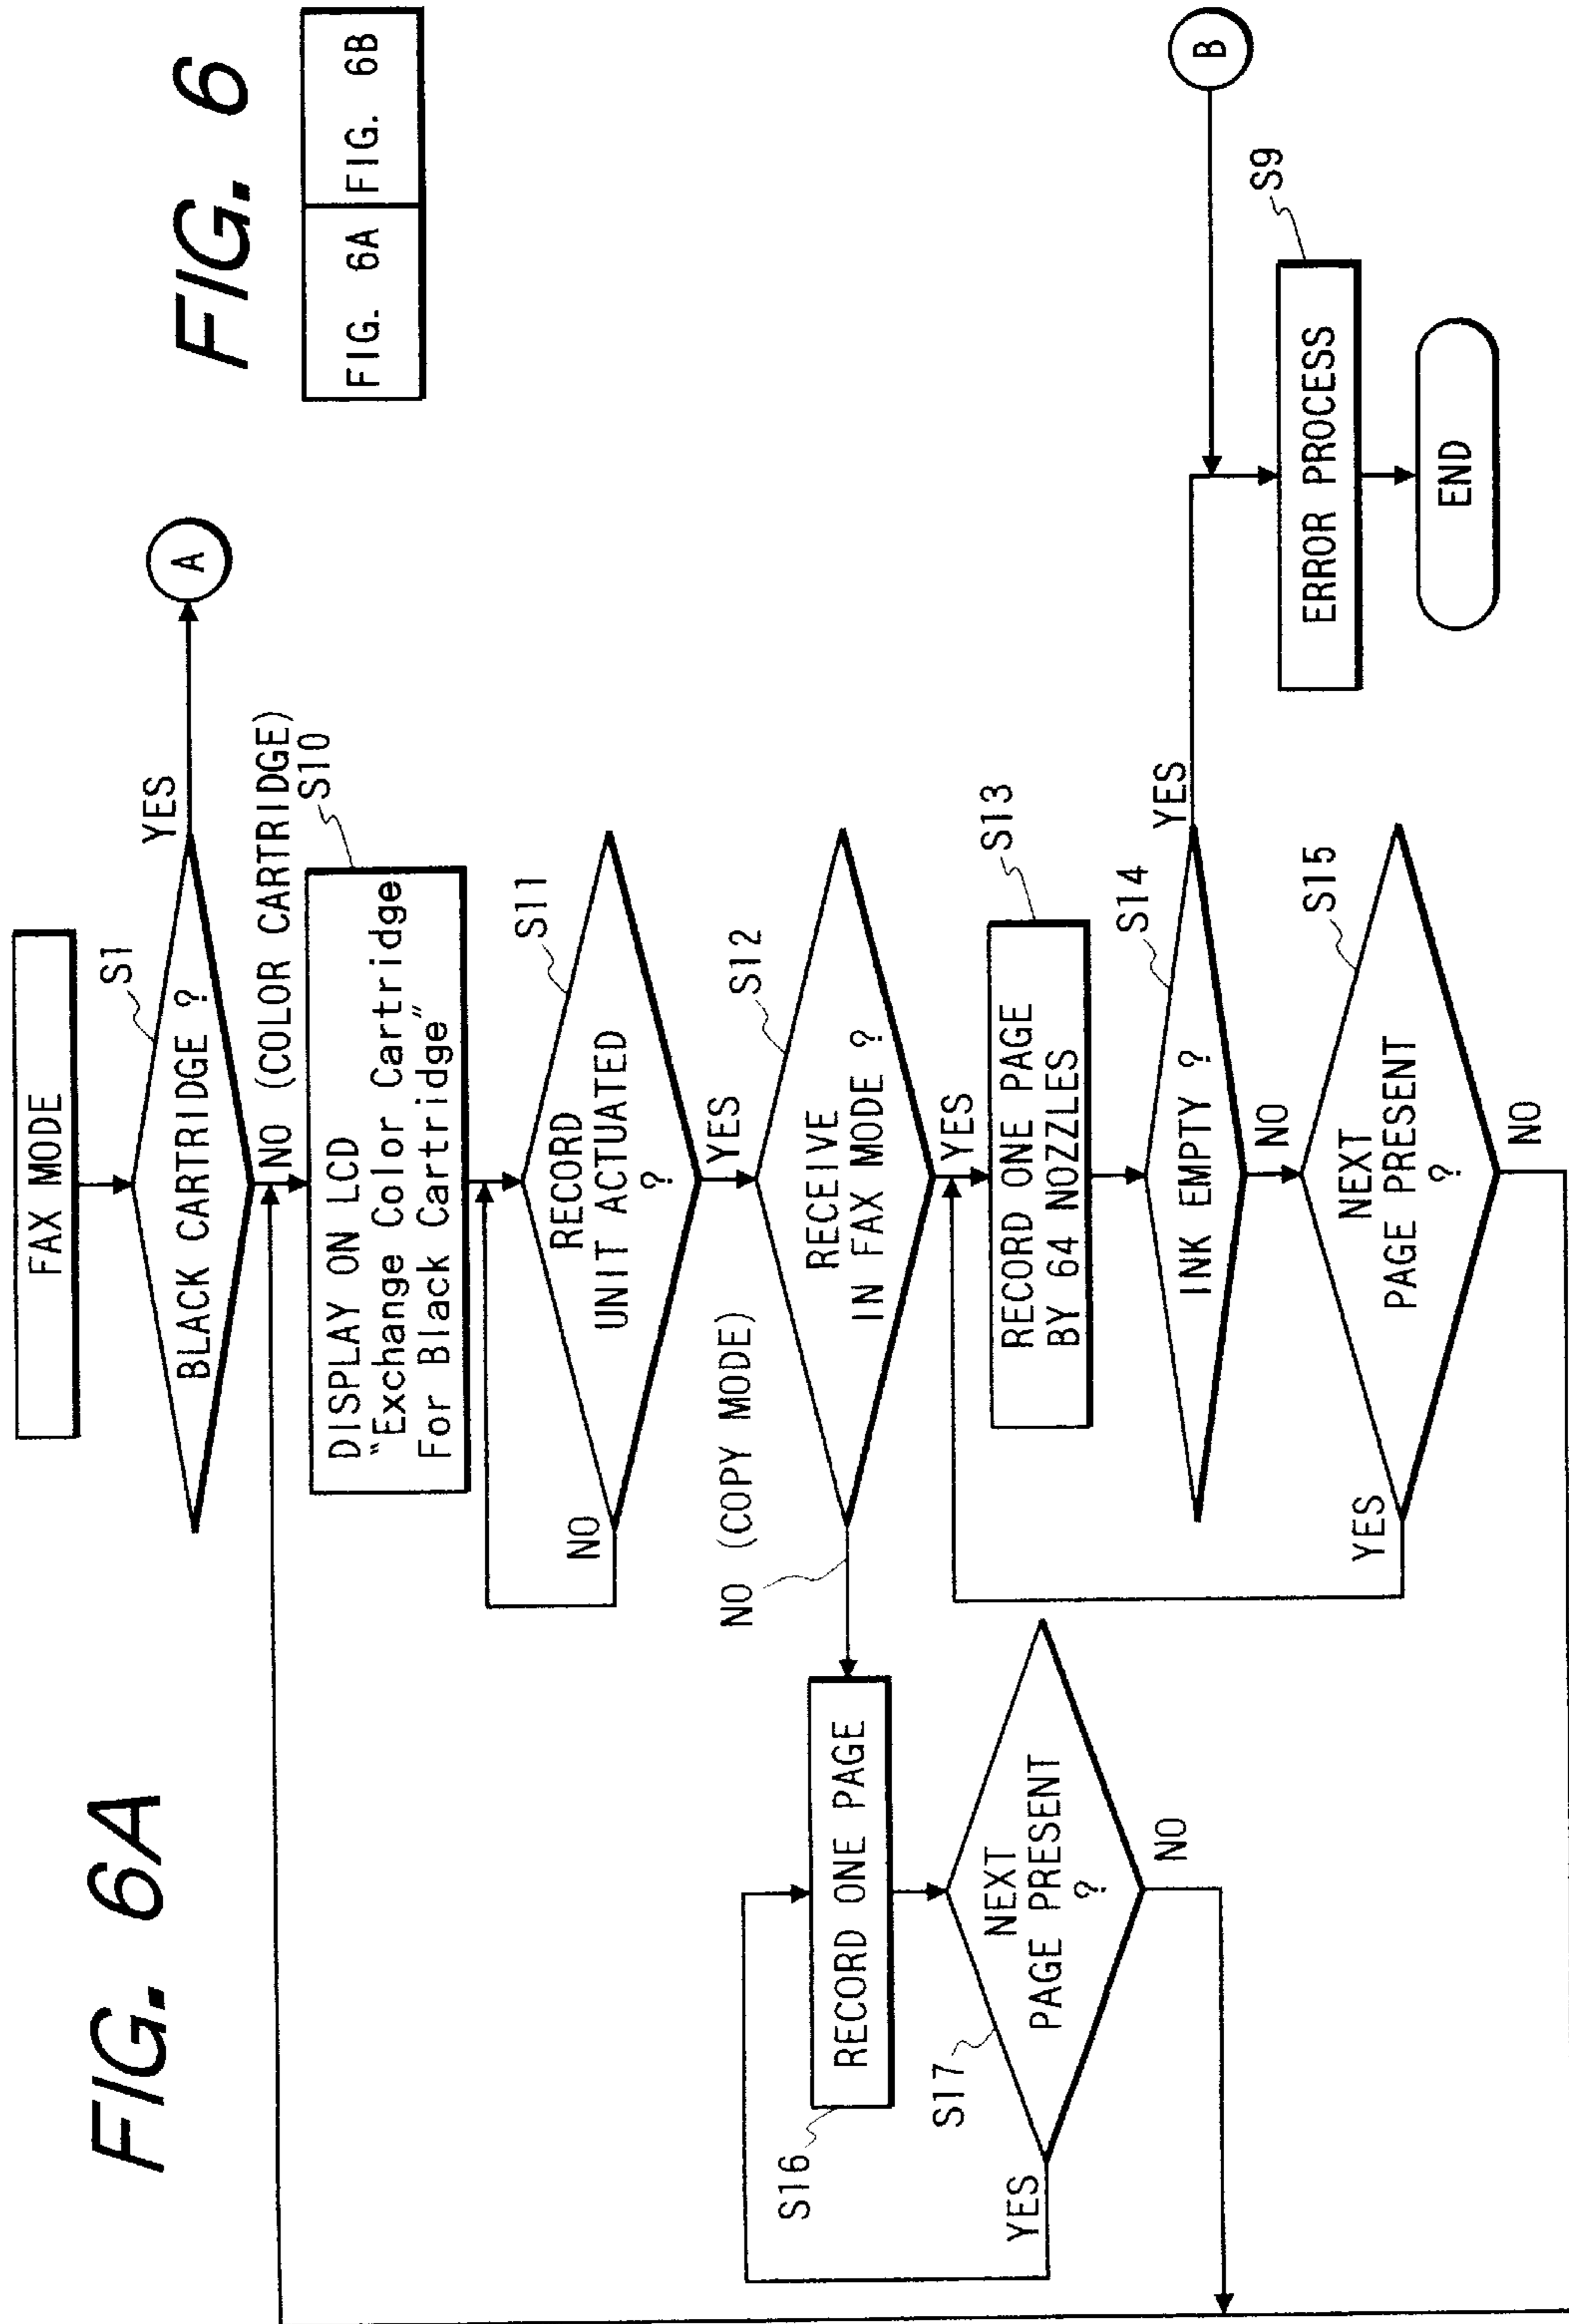 FIG. 6A
FIG. 6
FIG. 6A
FIG. 6B
FAX MODE
S1
BLACK CARTRIDGE ?
YES
A
NO (COLOR CARTRIDGE)
S10
DISPLAY ON LCD
"Exchange Color Cartridge
For Black Cartridge"
S11
RECORD
UNIT ACTUATED
?
NO
YES
S12
RECEIVE
IN FAX MODE ?
NO (COPY MODE)
YES
S13
RECORD ONE PAGE
BY 64 NOZZLES
S14
INK EMPTY ?
YES
NO
S15
NEXT
PAGE PRESENT
?
YES
NO
S16
RECORD ONE PAGE
S17
NEXT
PAGE PRESENT
?
YES
NO
B
S9
ERROR PROCESS
END